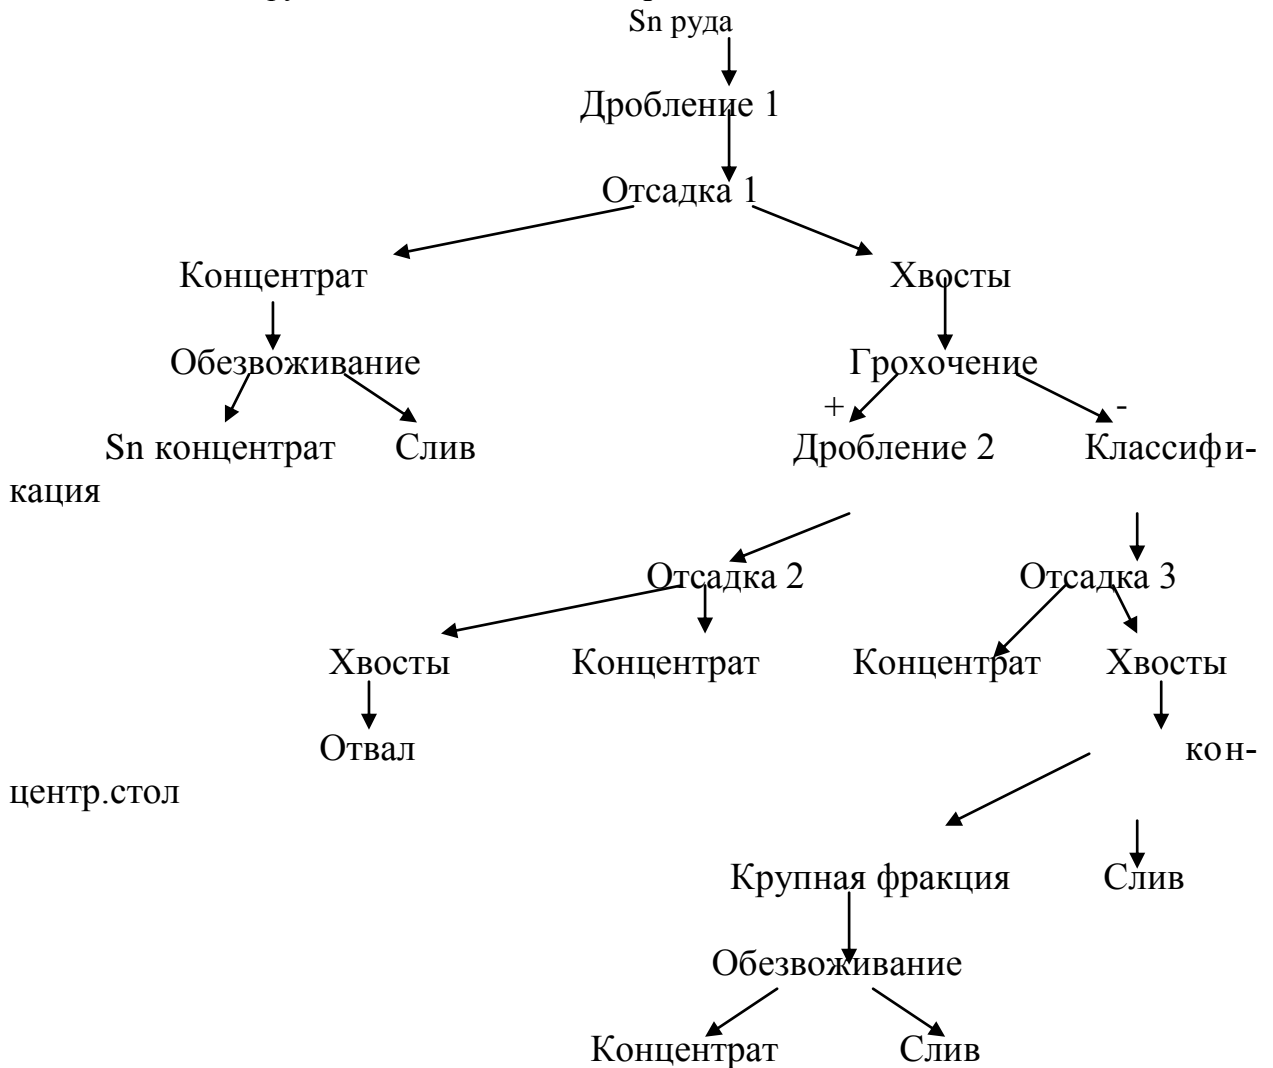 Sn руда
Дробление 1
Отсадка 1
Концентрат Хвосты
Обезвоживание Грохочение
+ -
Sn концентрат Слив Дробление 2 Классифи-
кация
Отсадка 2 Отсадка 3
Хвосты Концентрат Концентрат Хвосты
Отвал кон-
центр.стол
Крупная фракция Слив
Обезвоживание
Концентрат Слив